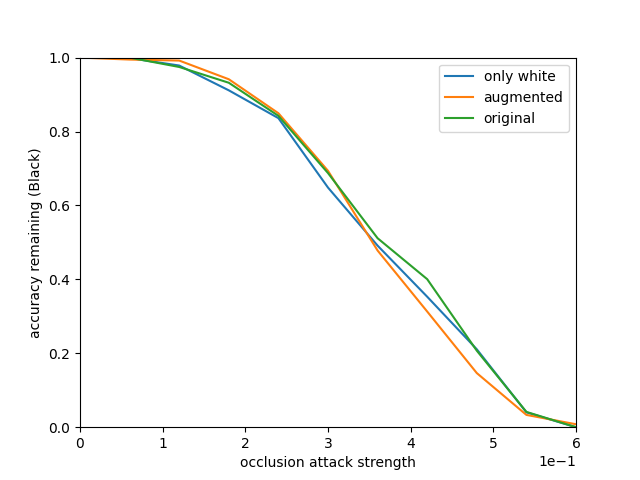 only white
augmented
original
accuracy remaining (Black)
1.0
0.8
0.6
0.4
0.2
0.0
0 1 2 3 4 5 6
1e−1
occlusion attack strength